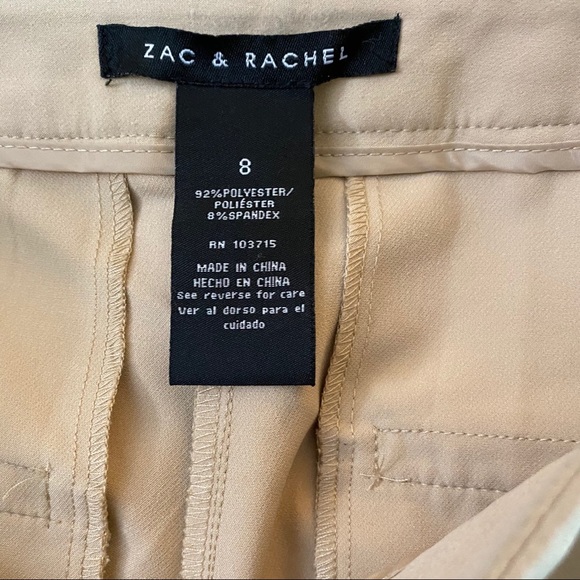 ZAC & RACHEL
8
92%POLYESTER/
POLIÉSTER
8%SPANDEX
RN 103715
MADE IN CHINA
HECHO EN CHINA
See reverse for care
Ver al dorso para el
cuidado